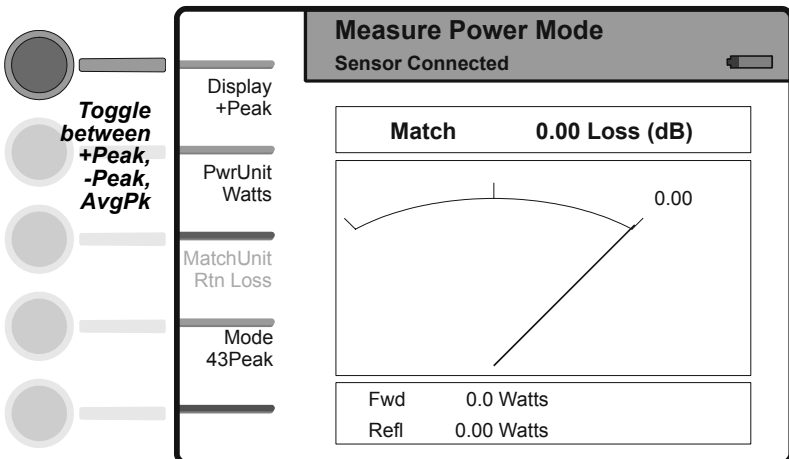 Measure Power Mode
Sensor Connected
Display
+Peak
Toggle
between
+Peak,
-Peak,
AvgPk
PwrUnit
Watts
MatchUnit
Rtn Loss
Mode
43Peak
Match 0.00 Loss (dB)
0.00
Fwd 0.0 Watts
Refl 0.00 Watts